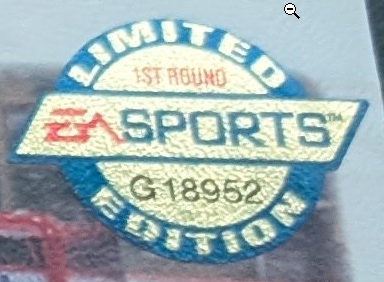 LIMITED
1ST ROUND
EA SPORTS™
G18952
EDITION